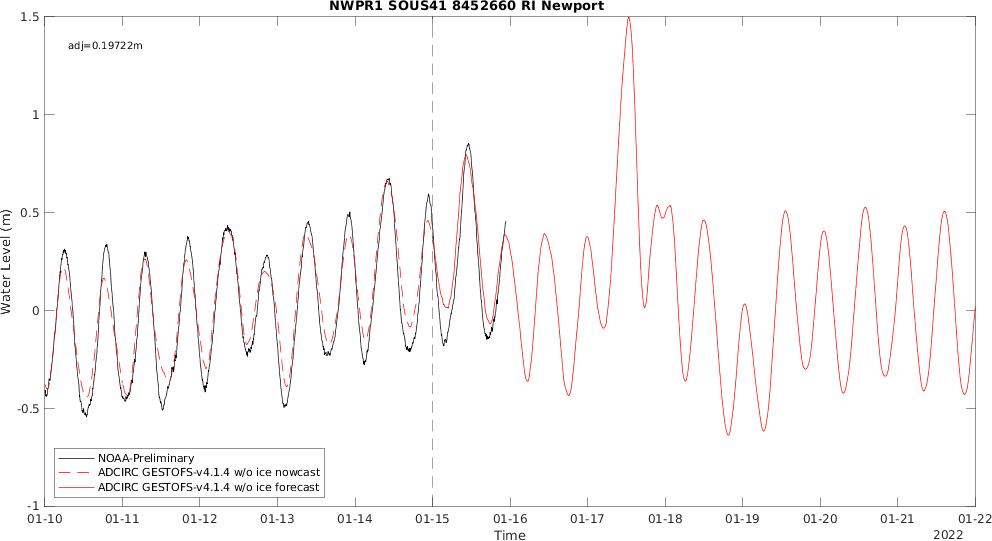 NWPR1 SOUS41 8452660 RI Newport
adj=0.19722m
Water Level (m)
1.5
1
0.5
0
-0.5
-1
NOAA-Preliminary
ADCIRC GESTOFS-v4.1.4 w/o ice nowcast
ADCIRC GESTOFS-v4.1.4 w/o ice forecast
01-10 01-11 01-12 01-13 01-14 01-15 01-16 01-17 01-18 01-19 01-20 01-21 01-22
Time
2022